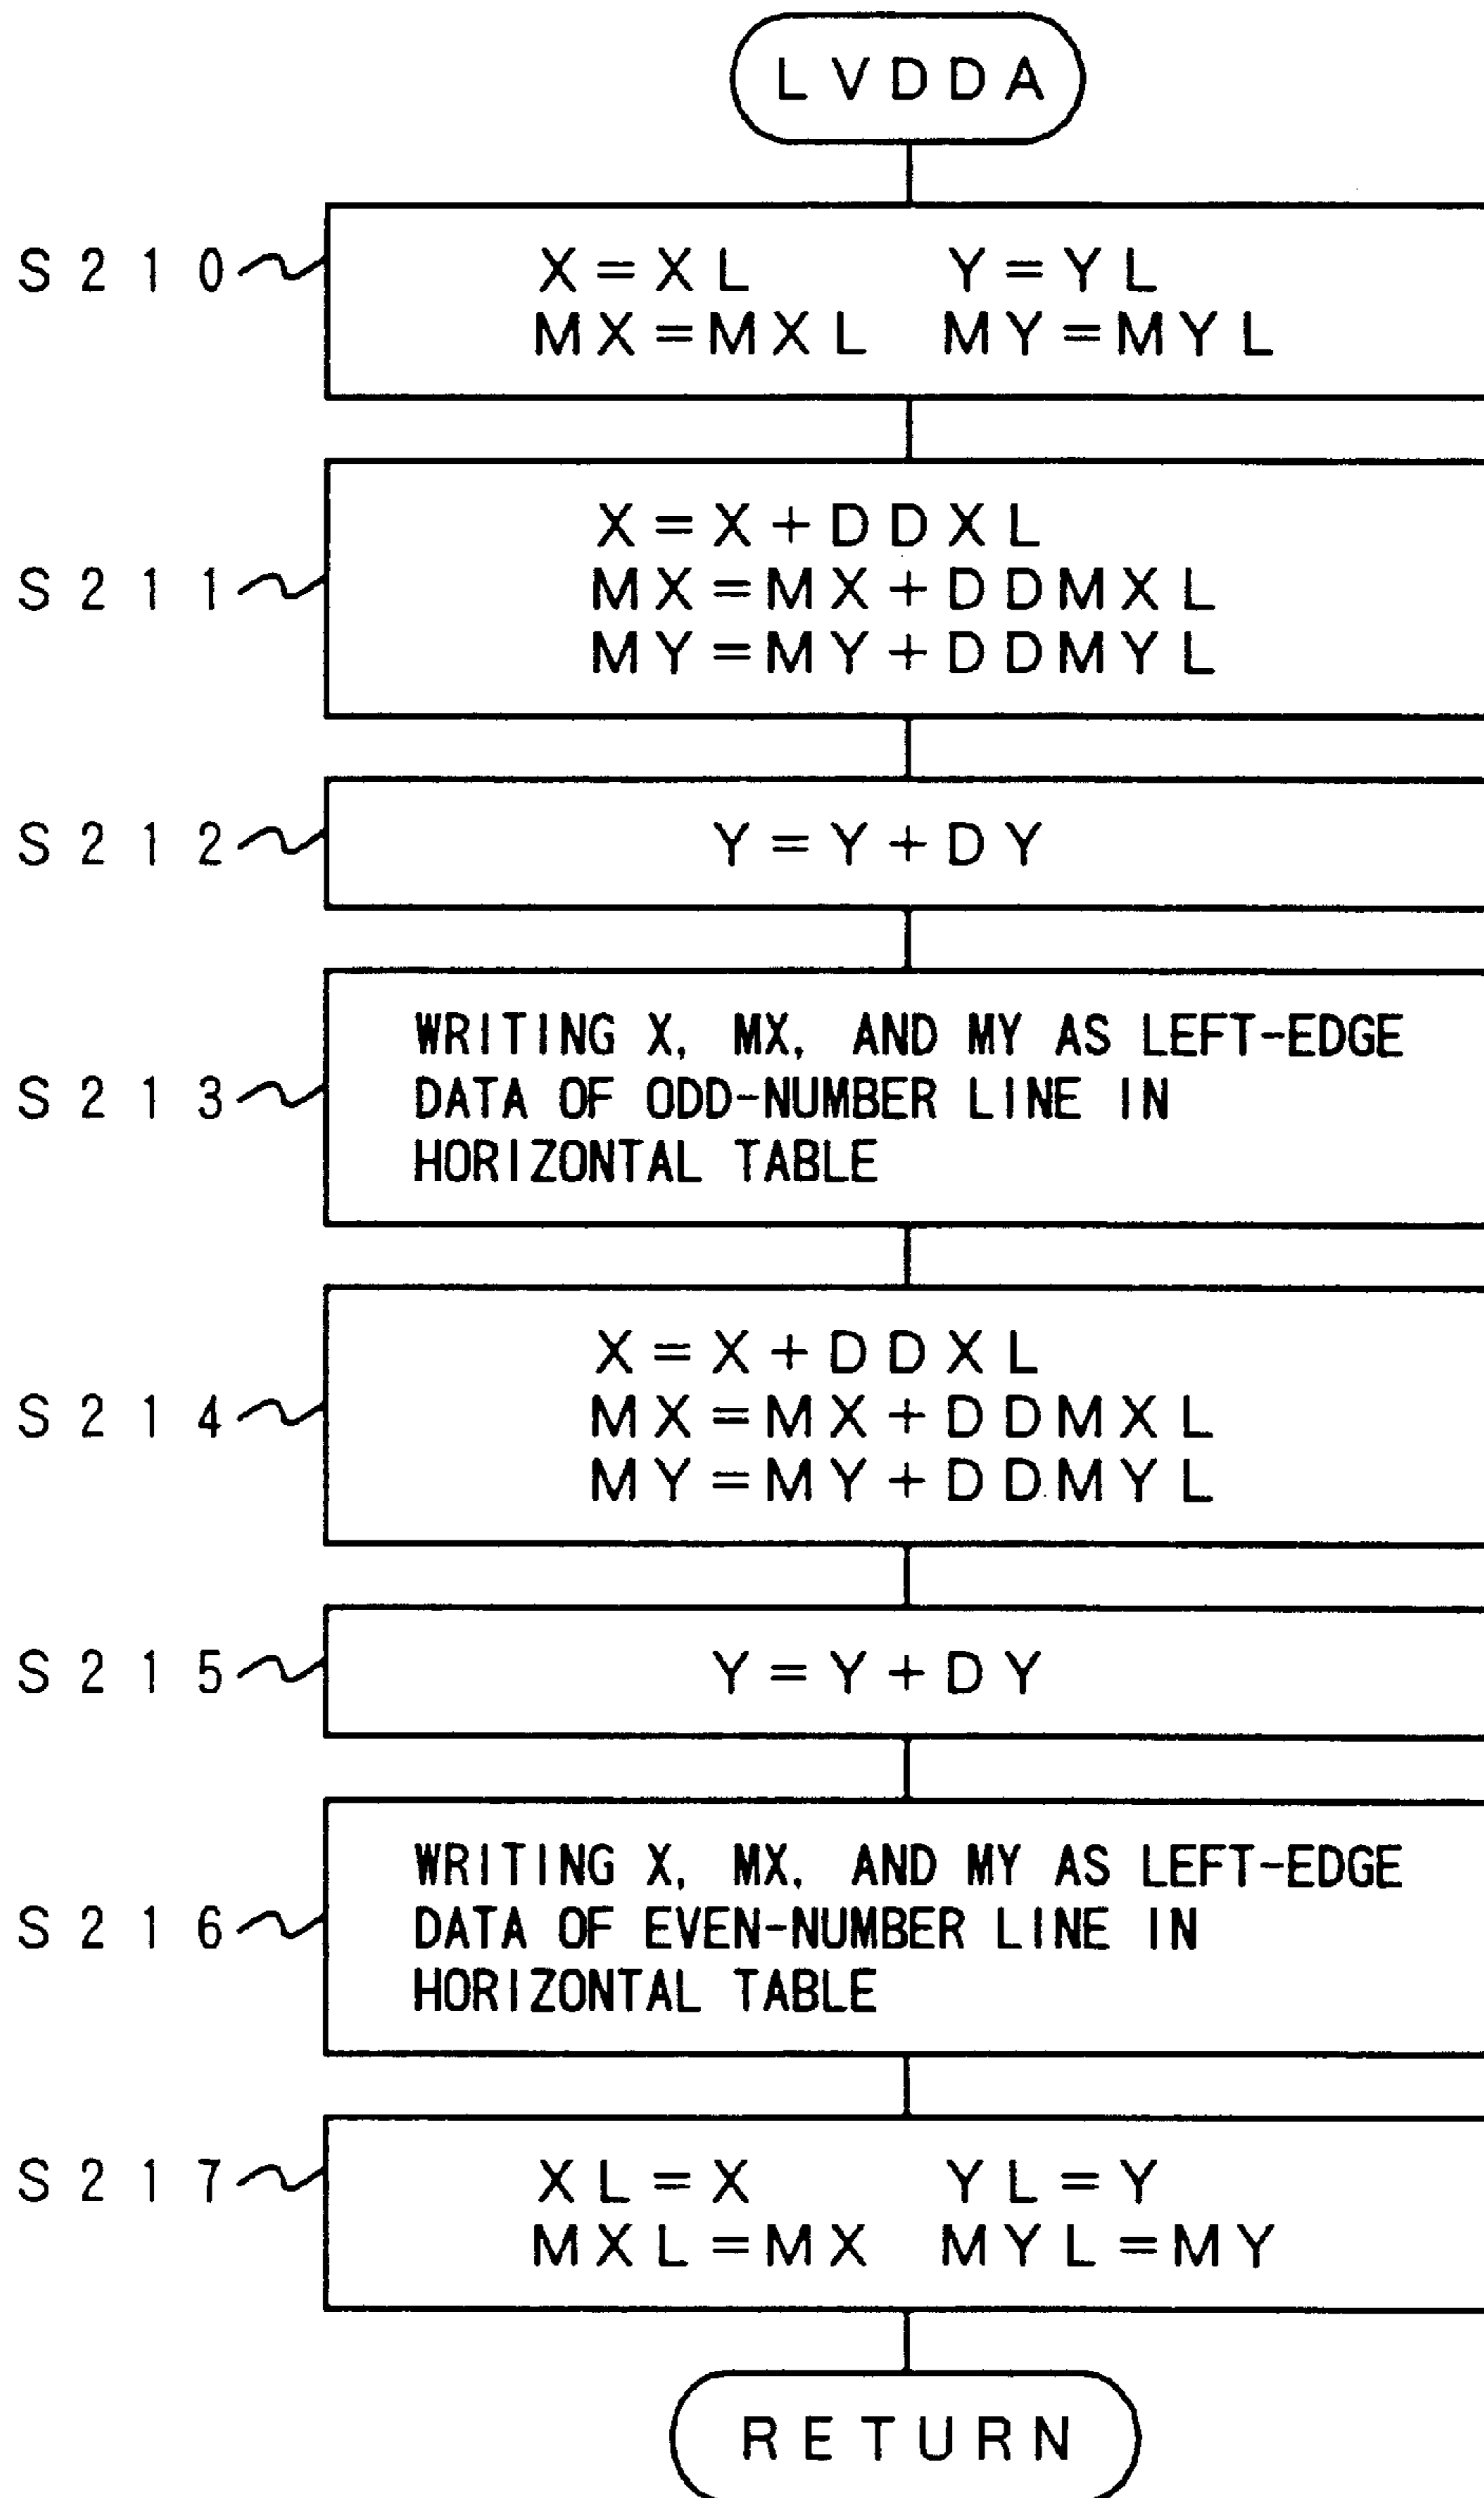 LVDDA
S210
X=XL Y=YL
MX=MXL MY=MYL
S211
X=X+DDXL
MX=MX+DDMXL
MY=MY+DDMYL
S212
Y=Y+DY
S213
WRITING X, MX, AND MY AS LEFT-EDGE
DATA OF ODD-NUMBER LINE IN
HORIZONTAL TABLE
S214
X=X+DDXL
MX=MX+DDMXL
MY=MY+DDMYL
S215
Y=Y+DY
S216
WRITING X, MX, AND MY AS LEFT-EDGE
DATA OF EVEN-NUMBER LINE IN
HORIZONTAL TABLE
S217
XL=X YL=Y
MXL=MX MYL=MY
RETURN